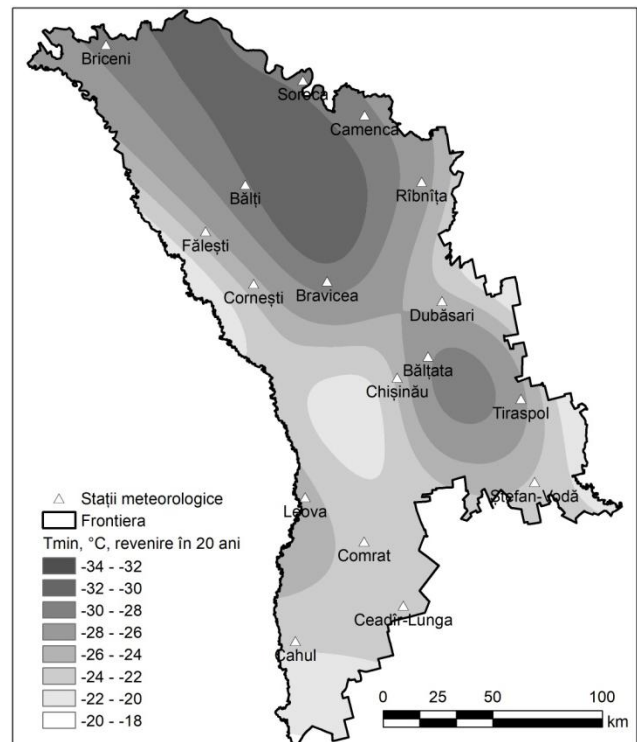 Briceni
Soroca
Camenca
Bălți
Rîbnița
Fălești
Cornești
Bravicea
Dubăsari
Bălțata
Chișinău
Tiraspol
Ștefan-Vodă
Stații meteorologice
Leova
Frontiera
Tmin, °C, revenire în 20 ani
Comrat
-34 - -32
-32 - -30
-30 - -28
Ceadîr-Lunga
-28 - -26
-26 - -24
Cahul
-24 - -22
-22 - -20
-20 - -18
0 25 50 100
km